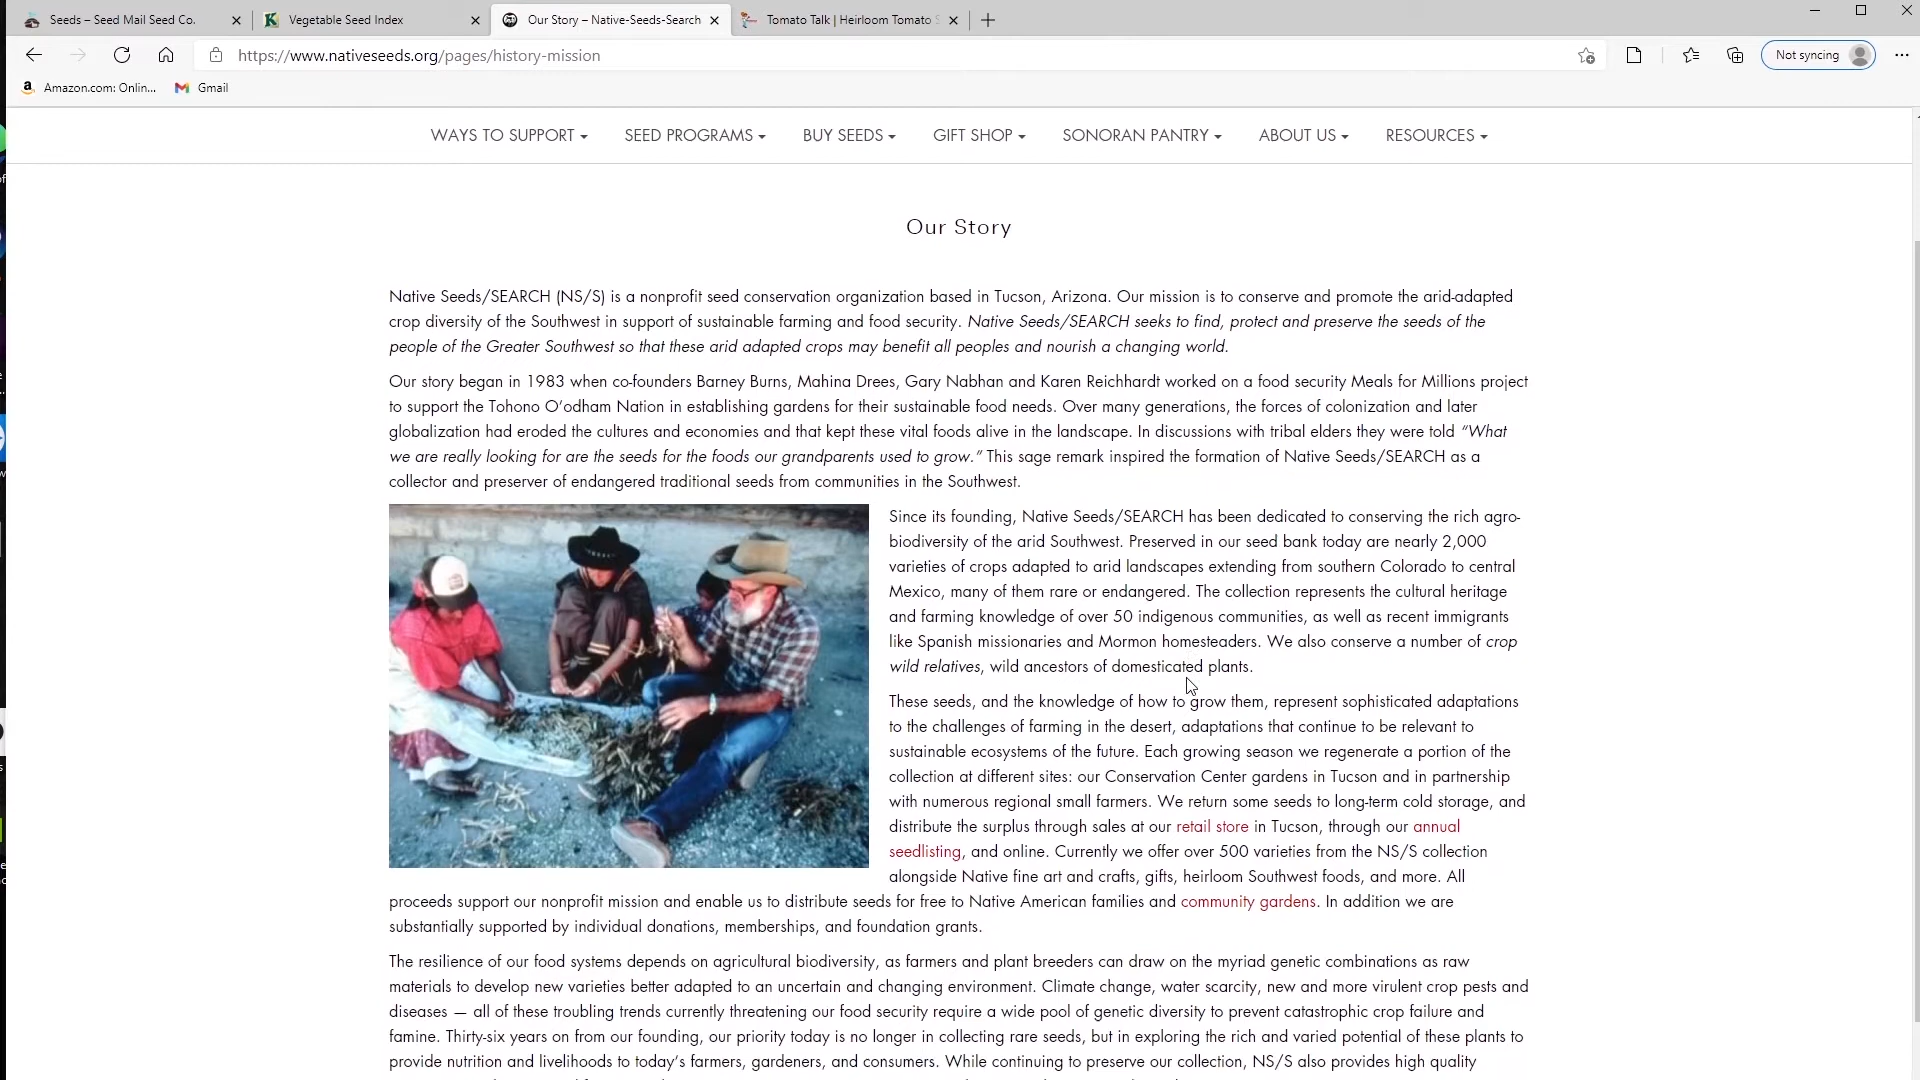 Seeds – Seed Mail Seed Co.
Vegetable Seed Index
Our Story – Native-Seeds-Search
Tomato Talk | Heirloom Tomato
https://www.nativeseeds.org/pages/history-mission
Not syncing
Amazon.com: Onlin...
Gmail
WAYS TO SUPPORT
SEED PROGRAMS
BUY SEEDS
GIFT SHOP
SONORAN PANTRY
ABOUT US
RESOURCES
Our Story
Native Seeds/SEARCH (NS/S) is a nonprofit seed conservation organization based in Tucson, Arizona. Our mission is to conserve and promote the arid-adapted
crop diversity of the Southwest in support of sustainable farming and food security. Native Seeds/SEARCH seeks to find, protect and preserve the seeds of the
people of the Greater Southwest so that these arid adapted crops may benefit all peoples and nourish a changing world.
Our story began in 1983 when co-founders Barney Burns, Mahina Drees, Gary Nabhan and Karen Reichhardt worked on a food security Meals for Millions project
to support the Tohono O’odham Nation in establishing gardens for their sustainable food needs. Over many generations, the forces of colonization and later
globalization had eroded the cultures and economies and that kept these vital foods alive in the landscape. In discussions with tribal elders they were told “What
we are really looking for are the seeds for the foods our grandparents used to grow.” This sage remark inspired the formation of Native Seeds/SEARCH as a
collector and preserver of endangered traditional seeds from communities in the Southwest.
Since its founding, Native Seeds/SEARCH has been dedicated to conserving the rich agro-
biodiversity of the arid Southwest. Preserved in our seed bank today are nearly 2,000
varieties of crops adapted to arid landscapes extending from southern Colorado to central
Mexico, many of them rare or endangered. The collection represents the cultural heritage
and farming knowledge of over 50 indigenous communities, as well as recent immigrants
like Spanish missionaries and Mormon homesteaders. We also conserve a number of crop
wild relatives, wild ancestors of domesticated plants.
These seeds, and the knowledge of how to grow them, represent sophisticated adaptations
to the challenges of farming in the desert, adaptations that continue to be relevant to
sustainable ecosystems of the future. Each growing season we regenerate a portion of the
collection at different sites: our Conservation Center gardens in Tucson and in partnership
with numerous regional small farmers. We return some seeds to long-term cold storage, and
distribute the surplus through sales at our retail store in Tucson, through our annual
seedlisting, and online. Currently we offer over 500 varieties from the NS/S collection
alongside Native fine art and crafts, gifts, heirloom Southwest foods, and more. All
proceeds support our nonprofit mission and enable us to distribute seeds for free to Native American families and community gardens. In addition we are
substantially supported by individual donations, memberships, and foundation grants.
The resilience of our food systems depends on agricultural biodiversity, as farmers and plant breeders can draw on the myriad genetic combinations as raw
materials to develop new varieties better adapted to an uncertain and changing environment. Climate change, water scarcity, new and more virulent crop pests and
diseases — all of these troubling trends currently threatening our food security require a wide pool of genetic diversity to prevent catastrophic crop failure and
famine. Thirty-six years on from our founding, our priority today is no longer in collecting rare seeds, but in exploring the rich and varied potential of these plants to
provide nutrition and livelihoods to today’s farmers, gardeners, and consumers. While continuing to preserve our collection, NS/S also provides high quality